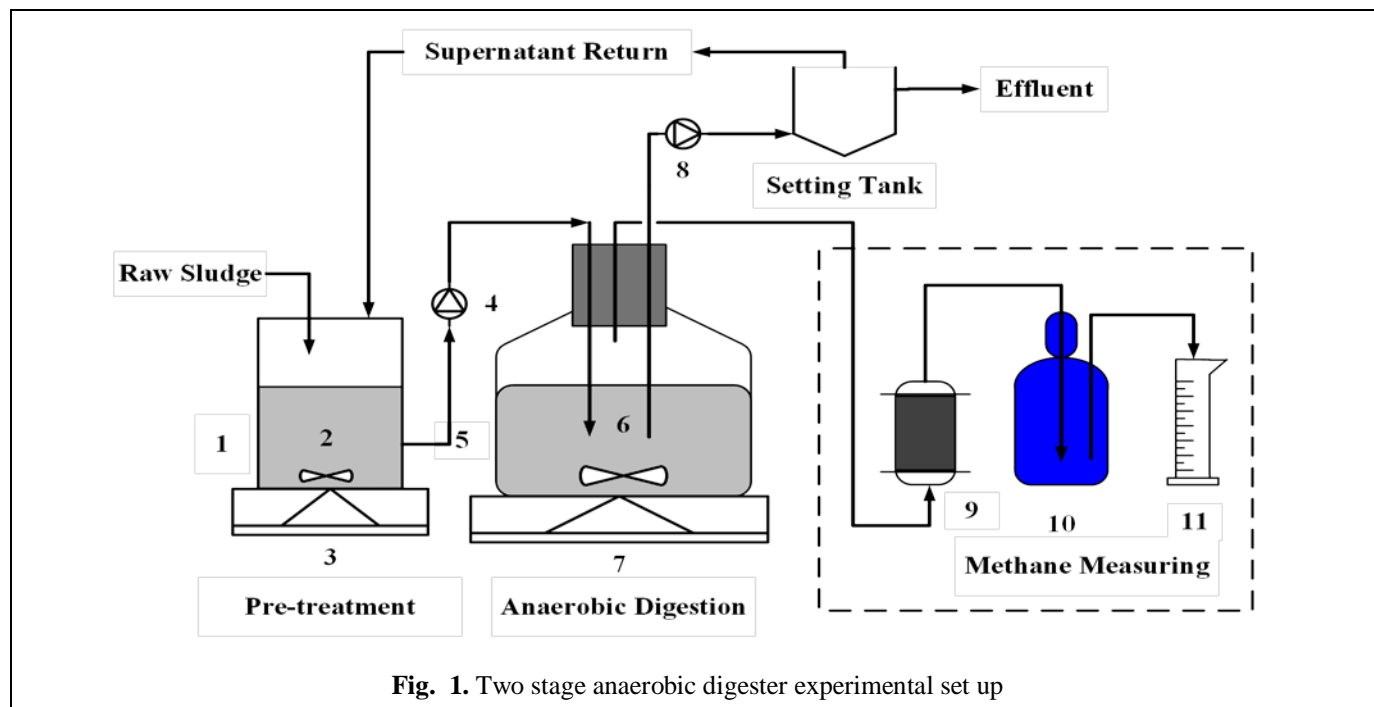 Supernatant Return
Effluent
8
Setting Tank
Raw Sludge
4
1
2
5
6
9
10
11
3
7
Methane Measuring
Pre-treatment
Anaerobic Digestion
Fig. 1. Two stage anaerobic digester experimental set up